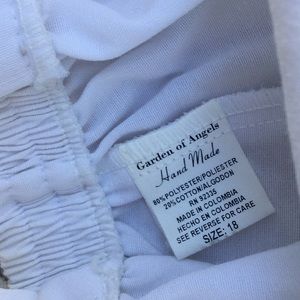 Garden of Angels
Hand Made
80% POLYESTER/POLIESTER
20% COTTON/ALGODON
RN 92335
MADE IN COLOMBIA
HECHO EN COLOMBIA
SEE REVERSE FOR CARE
SIZE: 18